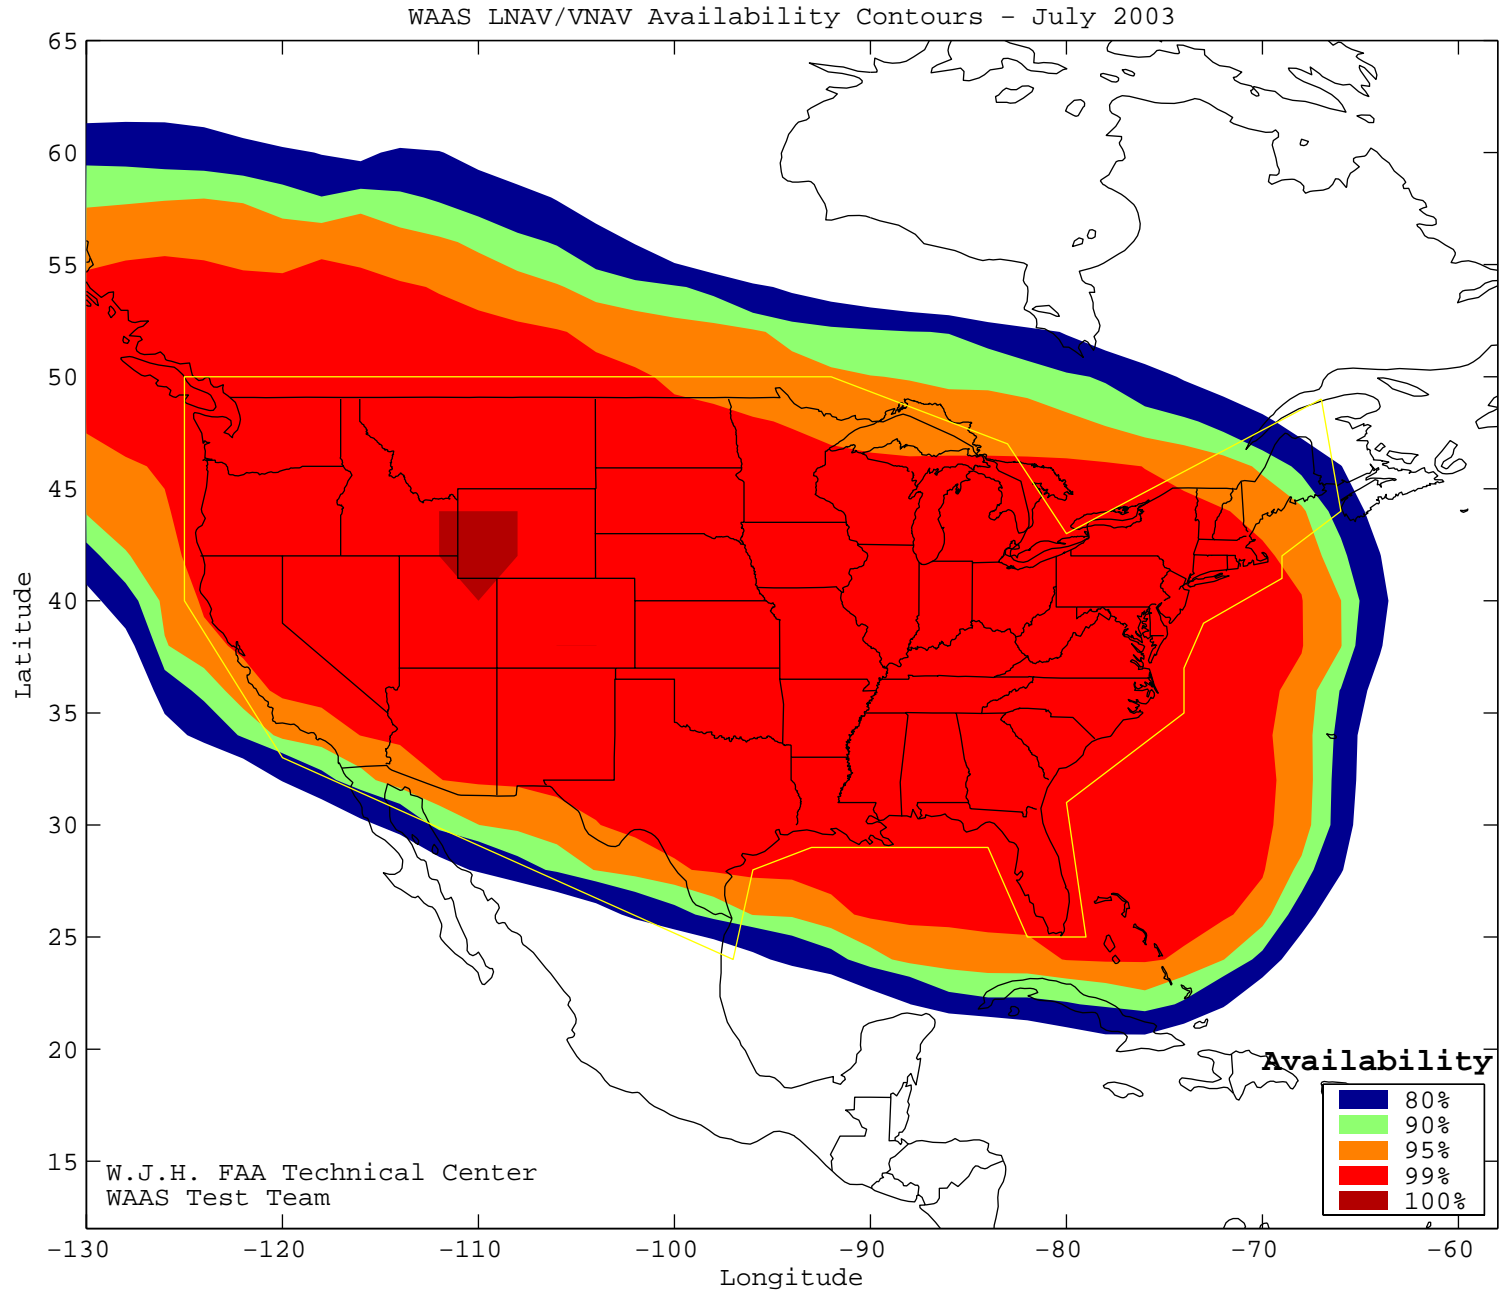 WAAS LNAV/VNAV Availability Contours - July 2003
65
60
55
50
45
40
35
30
25
20
15
Latitude
Availability
80%
90%
95%
99%
100%
W.J.H. FAA Technical Center
WAAS Test Team
-130 -120 -110 -100 -90 -80 -70 -60
Longitude